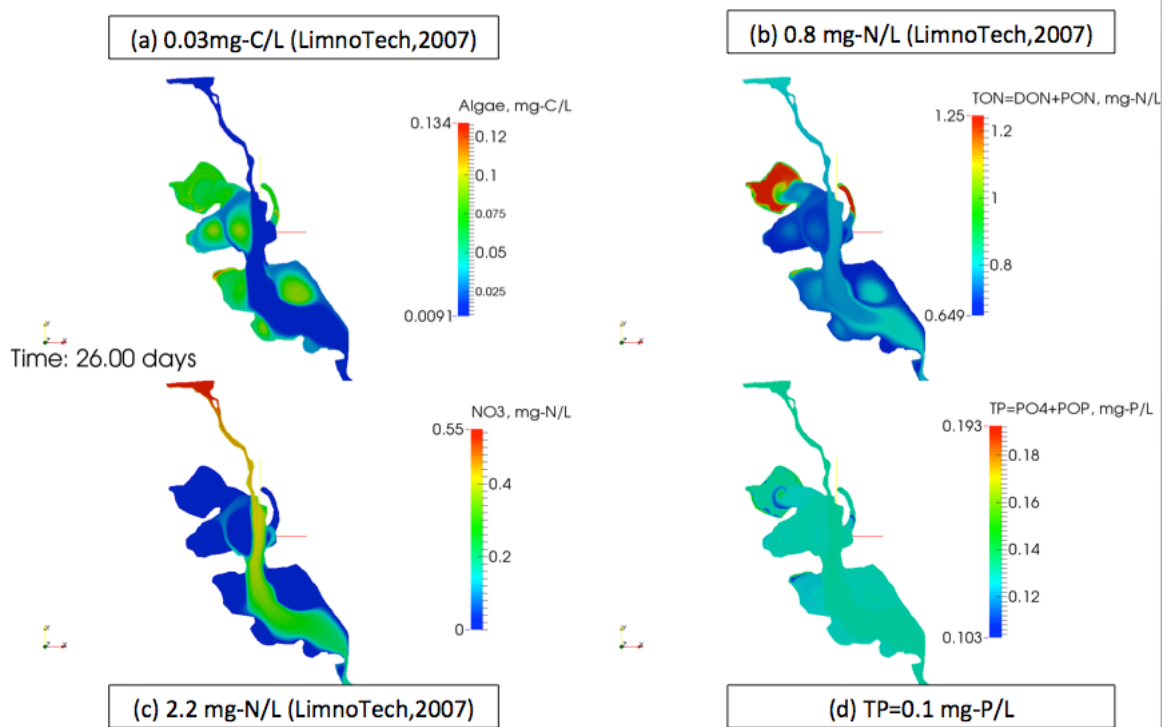 (a) 0.03mg-C/L (LimnoTech,2007)
(b) 0.8 mg-N/L (LimnoTech,2007)
Algae, mg-C/L
0.134
0.12
0.1
0.075
0.05
0.025
0.0091
TON=DON+PON, mg-N/L
1.25
1.2
1
0.8
0.649
Time: 26.00 days
NO3, mg-N/L
0.55
0.4
0.2
0
TP=PO4+POP, mg-P/L
0.193
0.18
0.16
0.14
0.12
0.103
(c) 2.2 mg-N/L (LimnoTech,2007)
(d) TP=0.1 mg-P/L